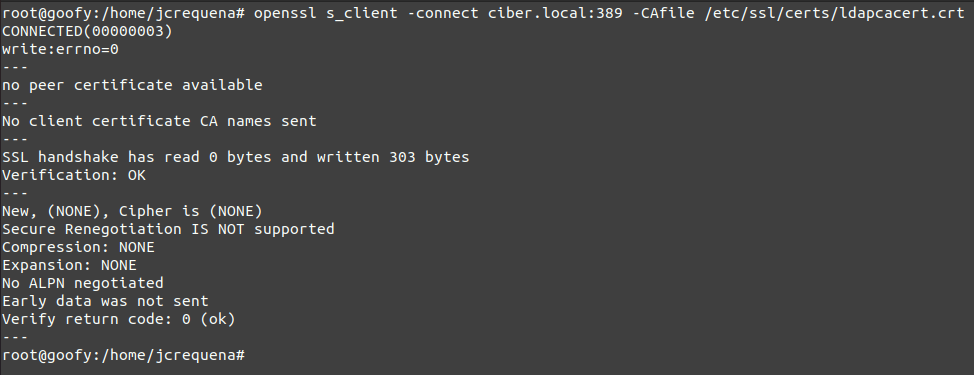 root@goofy:/home/jcrequena# openssl s_client -connect ciber.local:389 -CAfile /etc/ssl/certs/ldapcacert.crt
CONNECTED(00000003)
write:errno=0
---
no peer certificate available
---
No client certificate CA names sent
---
SSL handshake has read 0 bytes and written 303 bytes
Verification: OK
---
New, (NONE), Cipher is (NONE)
Secure Renegotiation IS NOT supported
Compression: NONE
Expansion: NONE
No ALPN negotiated
Early data was not sent
Verify return code: 0 (ok)
---
root@goofy:/home/jcrequena#